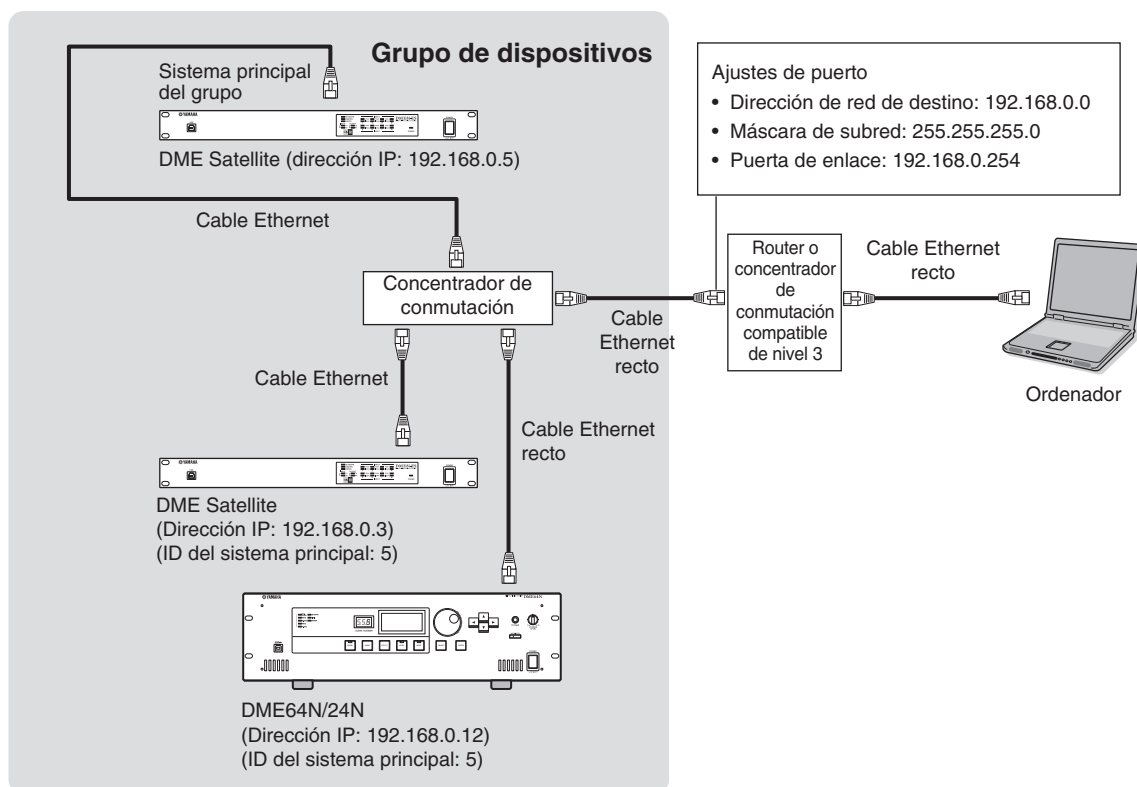 Grupo de dispositivos
Sistema principal
del grupo
YAMAHA
DME Satellite (dirección IP: 192.168.0.5)
Cable Ethernet
Ajustes de puerto
• Dirección de red de destino: 192.168.0.0
• Máscara de subred: 255.255.255.0
• Puerta de enlace: 192.168.0.254
Concentrador de
conmutación
Cable
Ethernet
recto
Router o
concentrador
de
conmutación
compatible
de nivel 3
Cable Ethernet
recto
Ordenador
Cable Ethernet
Cable Ethernet
recto
YAMAHA
DME Satellite
(Dirección IP: 192.168.0.3)
(ID del sistema principal: 5)
YAMAHA
DME64N
DME64N/24N
(Dirección IP: 192.168.0.12)
(ID del sistema principal: 5)